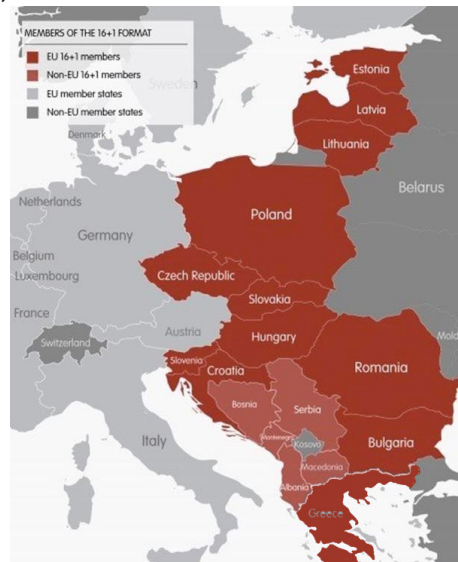 MEMBERS OF THE 16+1 FORMAT
EU 16+1 members
Non-EU 16+1 members
EU member states
Non-EU member states
Sweden
Estonia
Latvia
Denmark
Lithuania
Belarus
Netherlands
Poland
Germany
Belgium
Luxembourg
Czech Republic
Slovakia
France
Austria
Switzerland
Hungary
Mold
Slovenia
Croatia
Romania
Bosnia
Serbia
Italy
Montenegro
Kosovo
Bulgaria
Macedonia
Albania
Greece